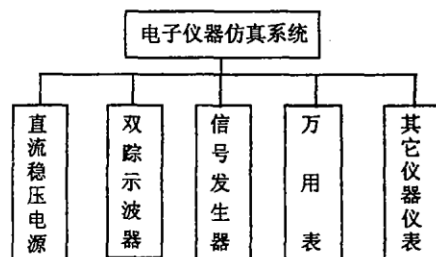 电子仪器仿真系统
直流稳压电源
双踪示波器
信号发生器
万用表
其它仪器仪表